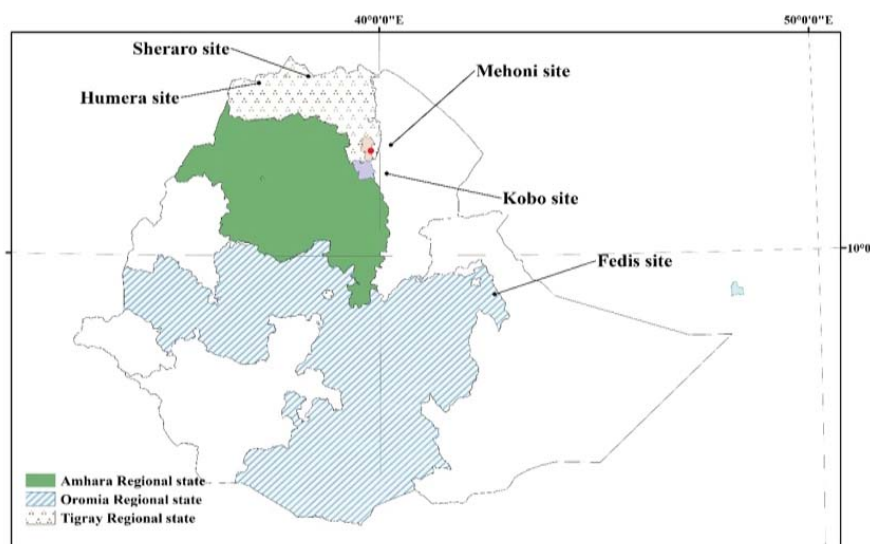 40°0'0"E
50°0'0"E
Sheraro site
Mehoni site
Humera site
Kobo site
Fedis site
10°0
Amhara Regional state
Oromia Regional state
Tigray Regional state